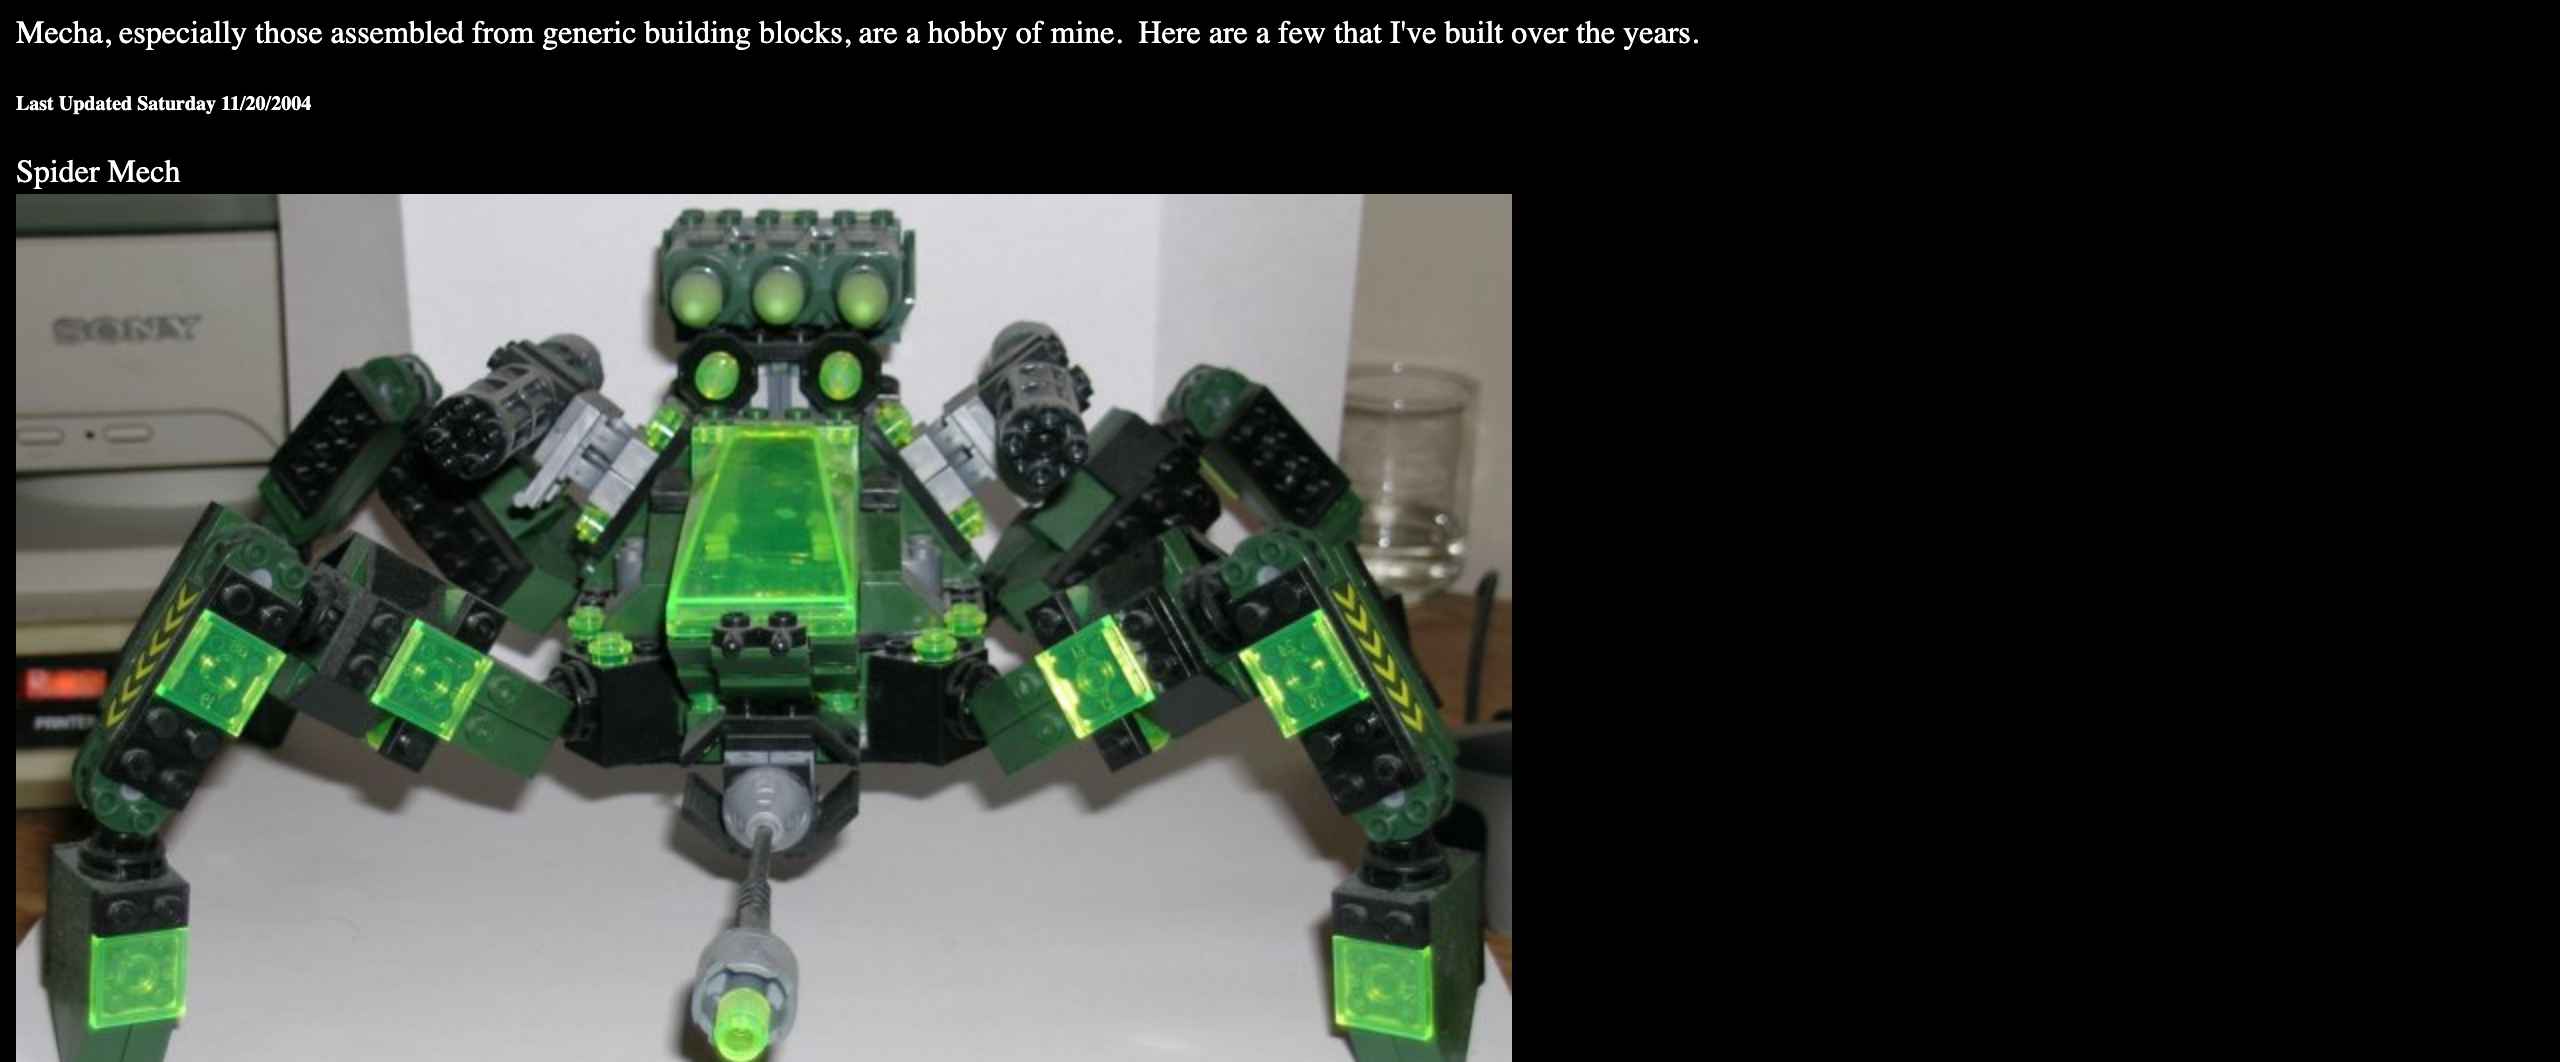 Mecha, especially those assembled from generic building blocks, are a hobby of mine.  Here are a few that I've built over the years.
Last Updated Saturday 11/20/2004
Spider Mech
SONY